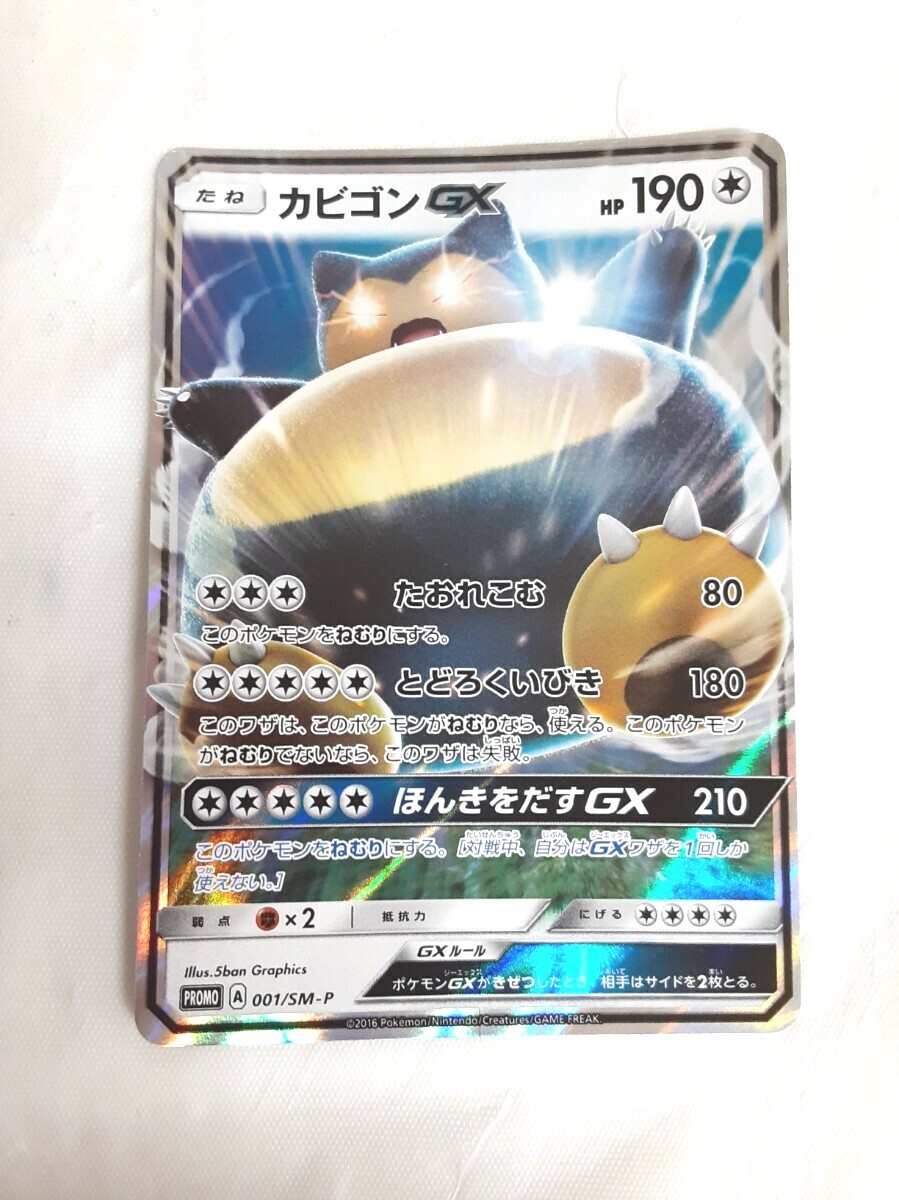 たね カビゴンGX HP 190
たおれこむ 80
このポケモンをねむりにする。
とどろくいびき 180
このワザは、このポケモンがねむりなら、使える。このポケモン
がねむりでないなら、このワザは失敗。
ほんきをだすGX 210
このポケモンをねむりにする。[対戦中、自分はGXワザを1回しか
使えない。]
弱点 ×2 抵抗力 にげる
GXルール
ポケモンGXがきぜつしたとき、相手はサイドを2枚とる。
Illus.5ban Graphics
PROMO A 001/SM-P
©2016 Pokémon/Nintendo/Creatures/GAME FREAK.